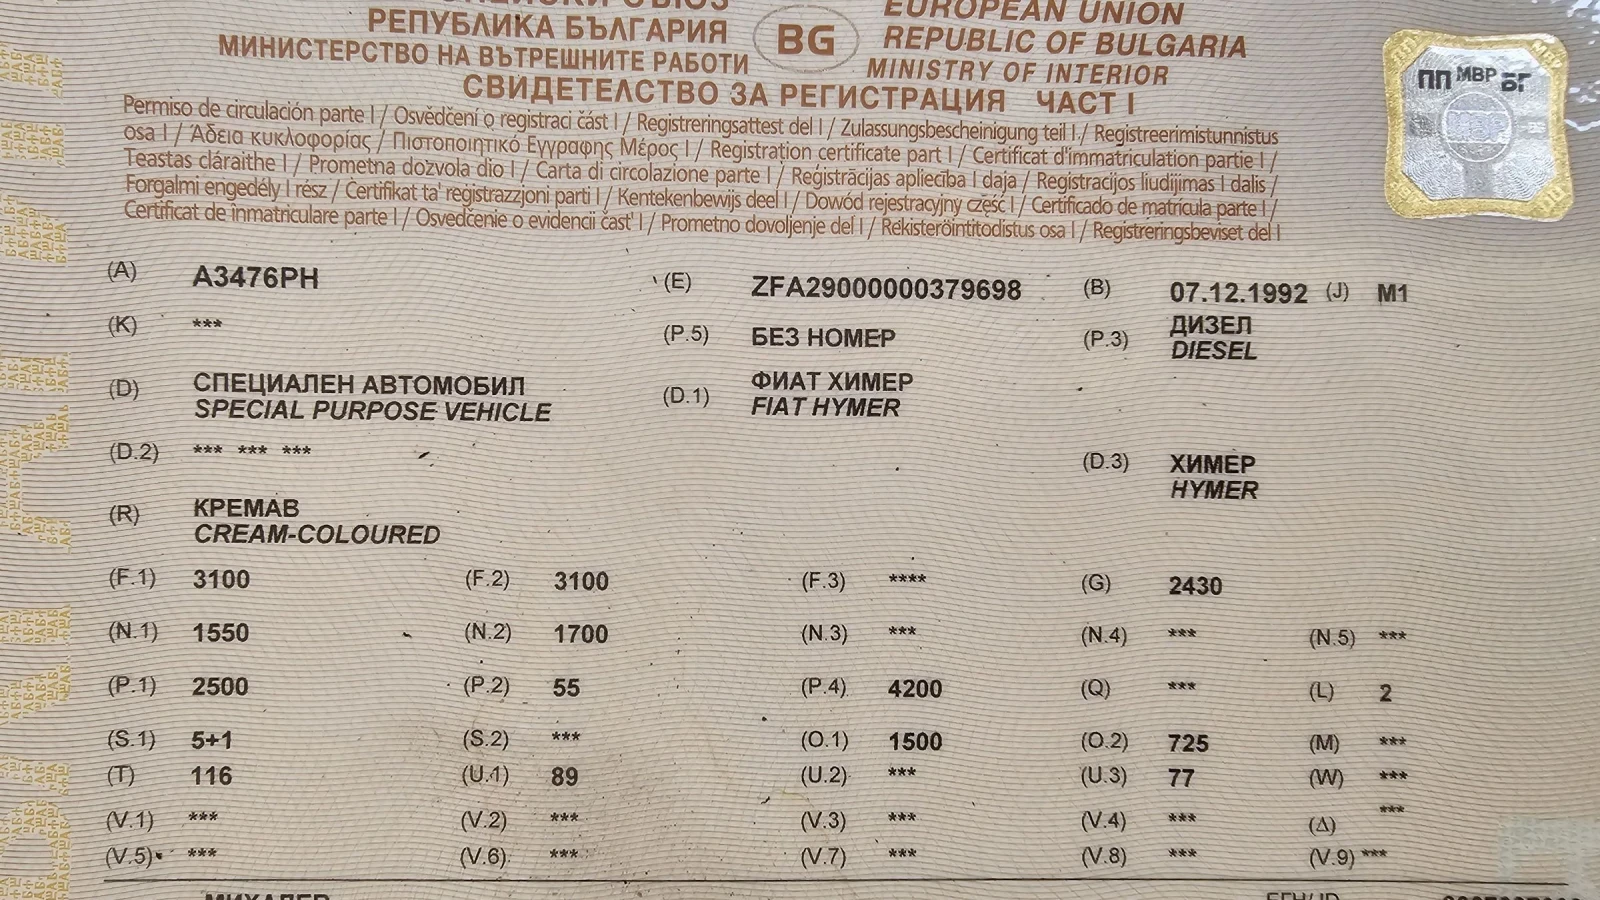 РЕПУБЛИКА БЪЛГАРИЯ BG REPUBLIC OF BULGARIA
EUROPEAN UNION
МИНИСТЕРСТВО НА ВЪТРЕШНИТЕ РАБОТИ MINISTRY OF INTERIOR
СВИДЕТЕЛСТВО ЗА РЕГИСТРАЦИЯ ЧАСТ I
ПП МВР БГ
Permiso de circulación parte I / Osvědčení o registraci část I / Registreringsattest del I / Zulassungsbescheinigung teil I / Registreerimistunnistus
osa I / Άδεια κυκλοφορίας / Πιστοποιητικό Εγγραφης Μέρος I / Registration certificate part I / Certificat d'immatriculation partie I /
Teastas cláraithe I / Prometna dozvola dio I / Carta di circolazione parte I / Reģistrācijas apliecība I daja / Registracijos liudijimas I dalis /
Forgalmi engedély I rész / Certifikat ta' reġistrazzjoni parti I / Kentekenbewijs deel I / Dowód rejestracyjny część I / Certificado de matrícula parte I /
Certificat de inmatriculare parte I / Osvedčenie o evidencii časť I / Prometno dovoljenje del I / Rekisteröintitodistus osa I / Registreringsbeviset del I
(A) A3476PH (E) ZFA29000000379698 (B) 07.12.1992 (J) M1
(K) *** (P.5) БЕЗ НОМЕР (P.3) ДИЗЕЛ
DIESEL
(D) СПЕЦИАЛЕН АВТОМОБИЛ (D.1) ФИАТ ХИМЕР
SPECIAL PURPOSE VEHICLE FIAT HYMER
(D.2) *** *** *** (D.3) ХИМЕР
HYMER
(R) КРЕМАВ
CREAM-COLOURED
(F.1) 3100 (F.2) 3100 (F.3) **** (G) 2430
(N.1) 1550 (N.2) 1700 (N.3) *** (N.4) *** (N.5) ***
(P.1) 2500 (P.2) 55 (P.4) 4200 (Q) *** (L) 2
(S.1) 5+1 (S.2) *** (O.1) 1500 (O.2) 725 (M) ***
(T) 116 (U.1) 89 (U.2) *** (U.3) 77 (W) ***
(V.1) *** (V.2) *** (V.3) *** (V.4) *** (Δ) ***
(V.5) *** (V.6) *** (V.7) *** (V.8) *** (V.9) ***